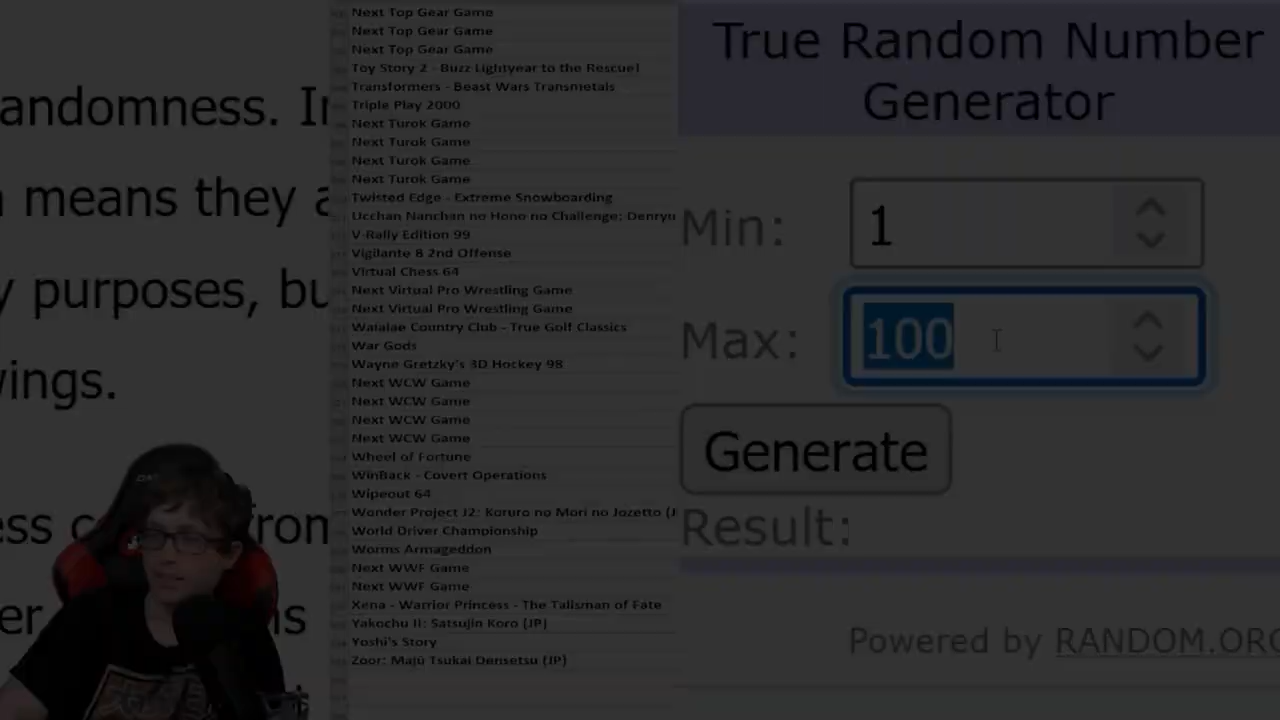 andomness. In
means they a
y purposes, bu
wings.
ess c
from
er
ns
Next Top Gear Game
Next Top Gear Game
Next Top Gear Game
Toy Story 2 - Buzz Lightyear to the Rescue!
Transformers - Beast Wars Transmetals
Triple Play 2000
Next Turok Game
Next Turok Game
Next Turok Game
Next Turok Game
Twisted Edge - Extreme Snowboarding
Ucchan Nanchan no Hono no Challenge: Denryu
V-Rally Edition 99
Vigilante 8 2nd Offense
Virtual Chess 64
Next Virtual Pro Wrestling Game
Next Virtual Pro Wrestling Game
Waialae Country Club - True Golf Classics
War Gods
Wayne Gretzky's 3D Hockey 98
Next WCW Game
Next WCW Game
Next WCW Game
Next WCW Game
Wheel of Fortune
WinBack - Covert Operations
Wipeout 64
Wonder Project J2: Koruro no Mori no Jozetto (J
World Driver Championship
Worms Armageddon
Next WWF Game
Next WWF Game
Xena - Warrior Princess - The Talisman of Fate
Yakochu II: Satsujin Koro (JP)
Yoshi's Story
Zoor: Majū Tsukai Densetsu (JP)
True Random Number
Generator
Min: 1
Max: 100
Generate
Result:
Powered by RANDOM.ORG